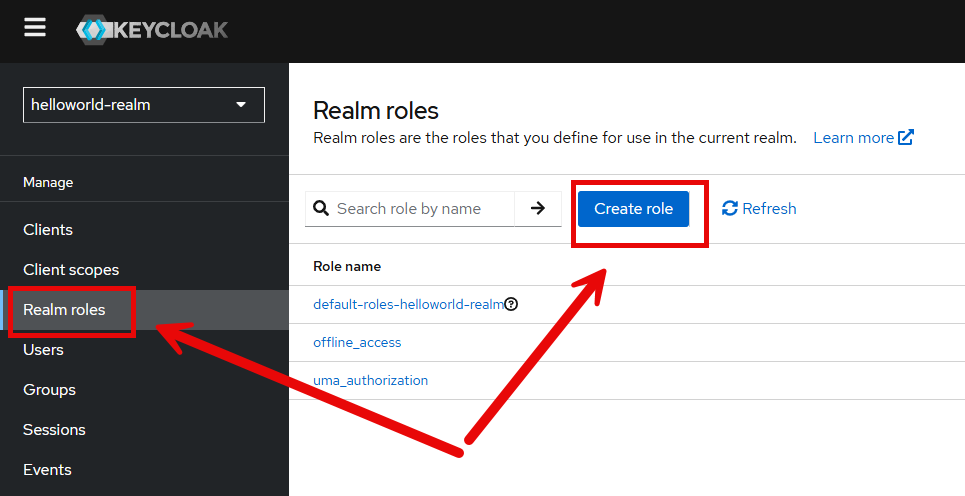 KEYCLOAK
helloworld-realm
Manage
Clients
Client scopes
Realm roles
Users
Groups
Sessions
Events
Realm roles
Realm roles are the roles that you define for use in the current realm. Learn more
Search role by name
Create role
Refresh
Role name
default-roles-helloworld-realm
offline_access
uma_authorization